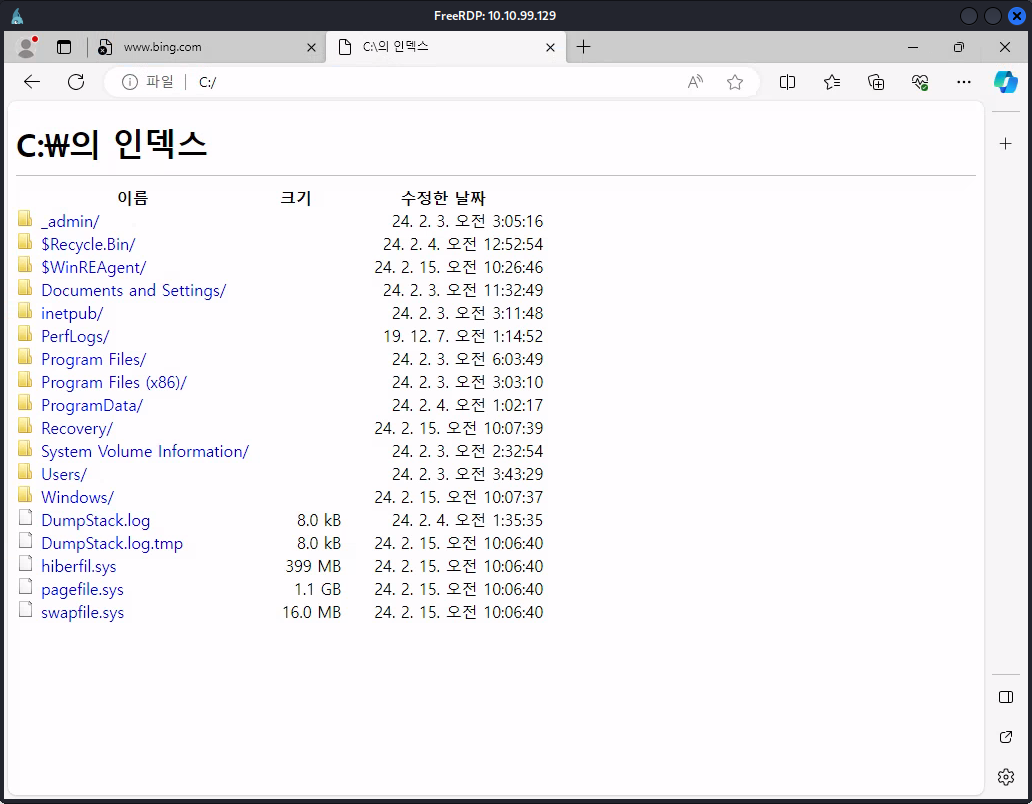 FreeRDP: 10.10.99.129
www.bing.com
C:\의 인덱스
파일 C:/
C:₩의 인덱스
이름 크기 수정한 날짜
_admin/ 24. 2. 3. 오전 3:05:16
$Recycle.Bin/ 24. 2. 4. 오전 12:52:54
$WinREAgent/ 24. 2. 15. 오전 10:26:46
Documents and Settings/ 24. 2. 3. 오전 11:32:49
inetpub/ 24. 2. 3. 오전 3:11:48
PerfLogs/ 19. 12. 7. 오전 1:14:52
Program Files/ 24. 2. 3. 오전 6:03:49
Program Files (x86)/ 24. 2. 3. 오전 3:03:10
ProgramData/ 24. 2. 4. 오전 1:02:17
Recovery/ 24. 2. 15. 오전 10:07:39
System Volume Information/ 24. 2. 3. 오전 2:32:54
Users/ 24. 2. 3. 오전 3:43:29
Windows/ 24. 2. 15. 오전 10:07:37
DumpStack.log 8.0 kB 24. 2. 4. 오전 1:35:35
DumpStack.log.tmp 8.0 kB 24. 2. 15. 오전 10:06:40
hiberfil.sys 399 MB 24. 2. 15. 오전 10:06:40
pagefile.sys 1.1 GB 24. 2. 15. 오전 10:06:40
swapfile.sys 16.0 MB 24. 2. 15. 오전 10:06:40